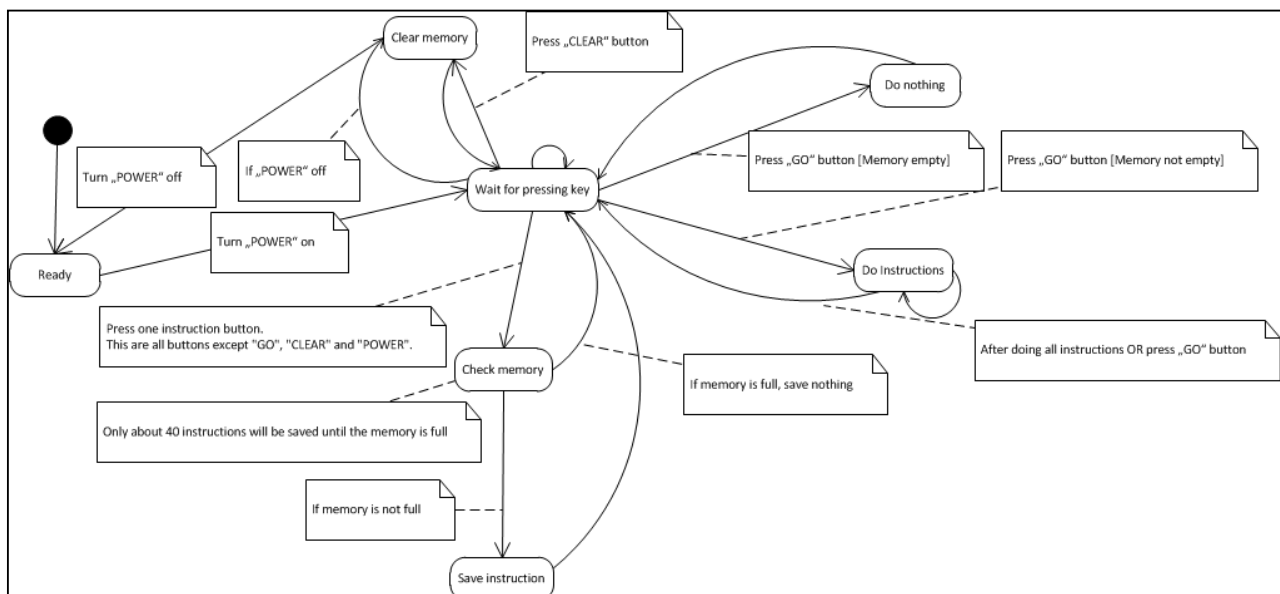 Clear memory
Press „CLEAR“ button
Do nothing
Turn „POWER“ off
If „POWER“ off
Press „GO“ button [Memory empty]
Press „GO“ button [Memory not empty]
Wait for pressing key
Turn „POWER“ on
Ready
Do Instructions
Press one instruction button.
This are all buttons except "GO", "CLEAR" and "POWER".
After doing all instructions OR press „GO“ button
Check memory
If memory is full, save nothing
Only about 40 instructions will be saved until the memory is full
If memory is not full
Save instruction